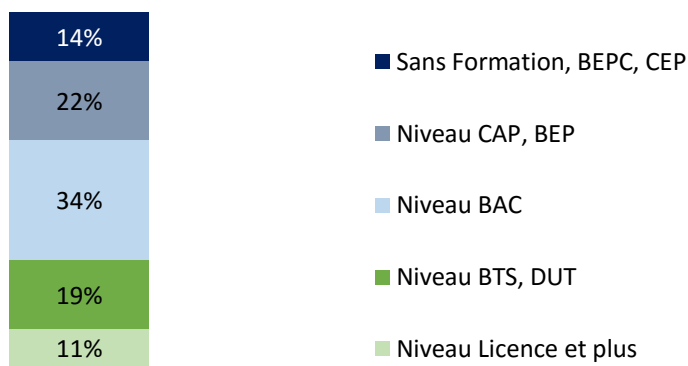 14%
22%
34%
19%
11%
Sans Formation, BEPC, CEP
Niveau CAP, BEP
Niveau BAC
Niveau BTS, DUT
Niveau Licence et plus